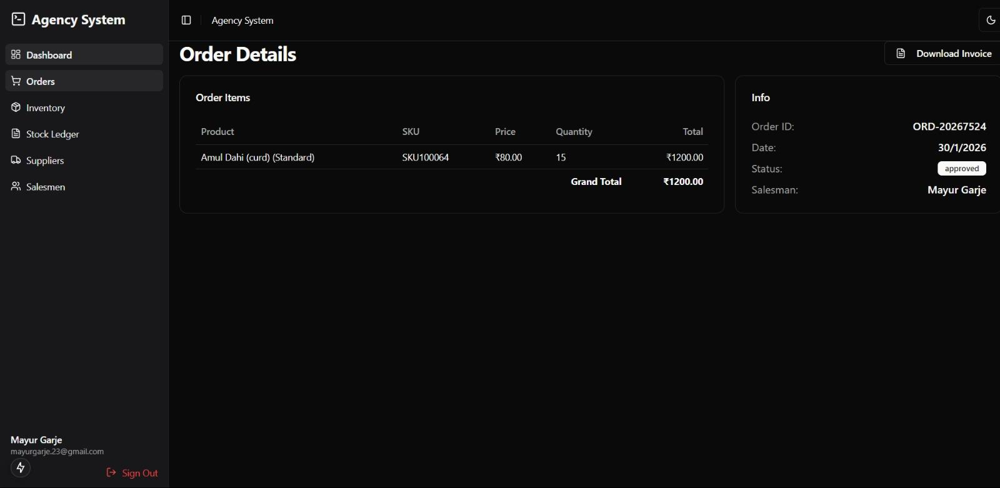 Agency System
Dashboard
Orders
Inventory
Stock Ledger
Suppliers
Salesmen
Mayur Garje
mayurgarje.23@gmail.com
Sign Out
Agency System
Order Details
Download Invoice
Order Items
Product SKU Price Quantity Total
Amul Dahi (curd) (Standard) SKU100064 ₹80.00 15 ₹1200.00
Grand Total ₹1200.00
Info
Order ID: ORD-20267524
Date: 30/1/2026
Status: approved
Salesman: Mayur Garje